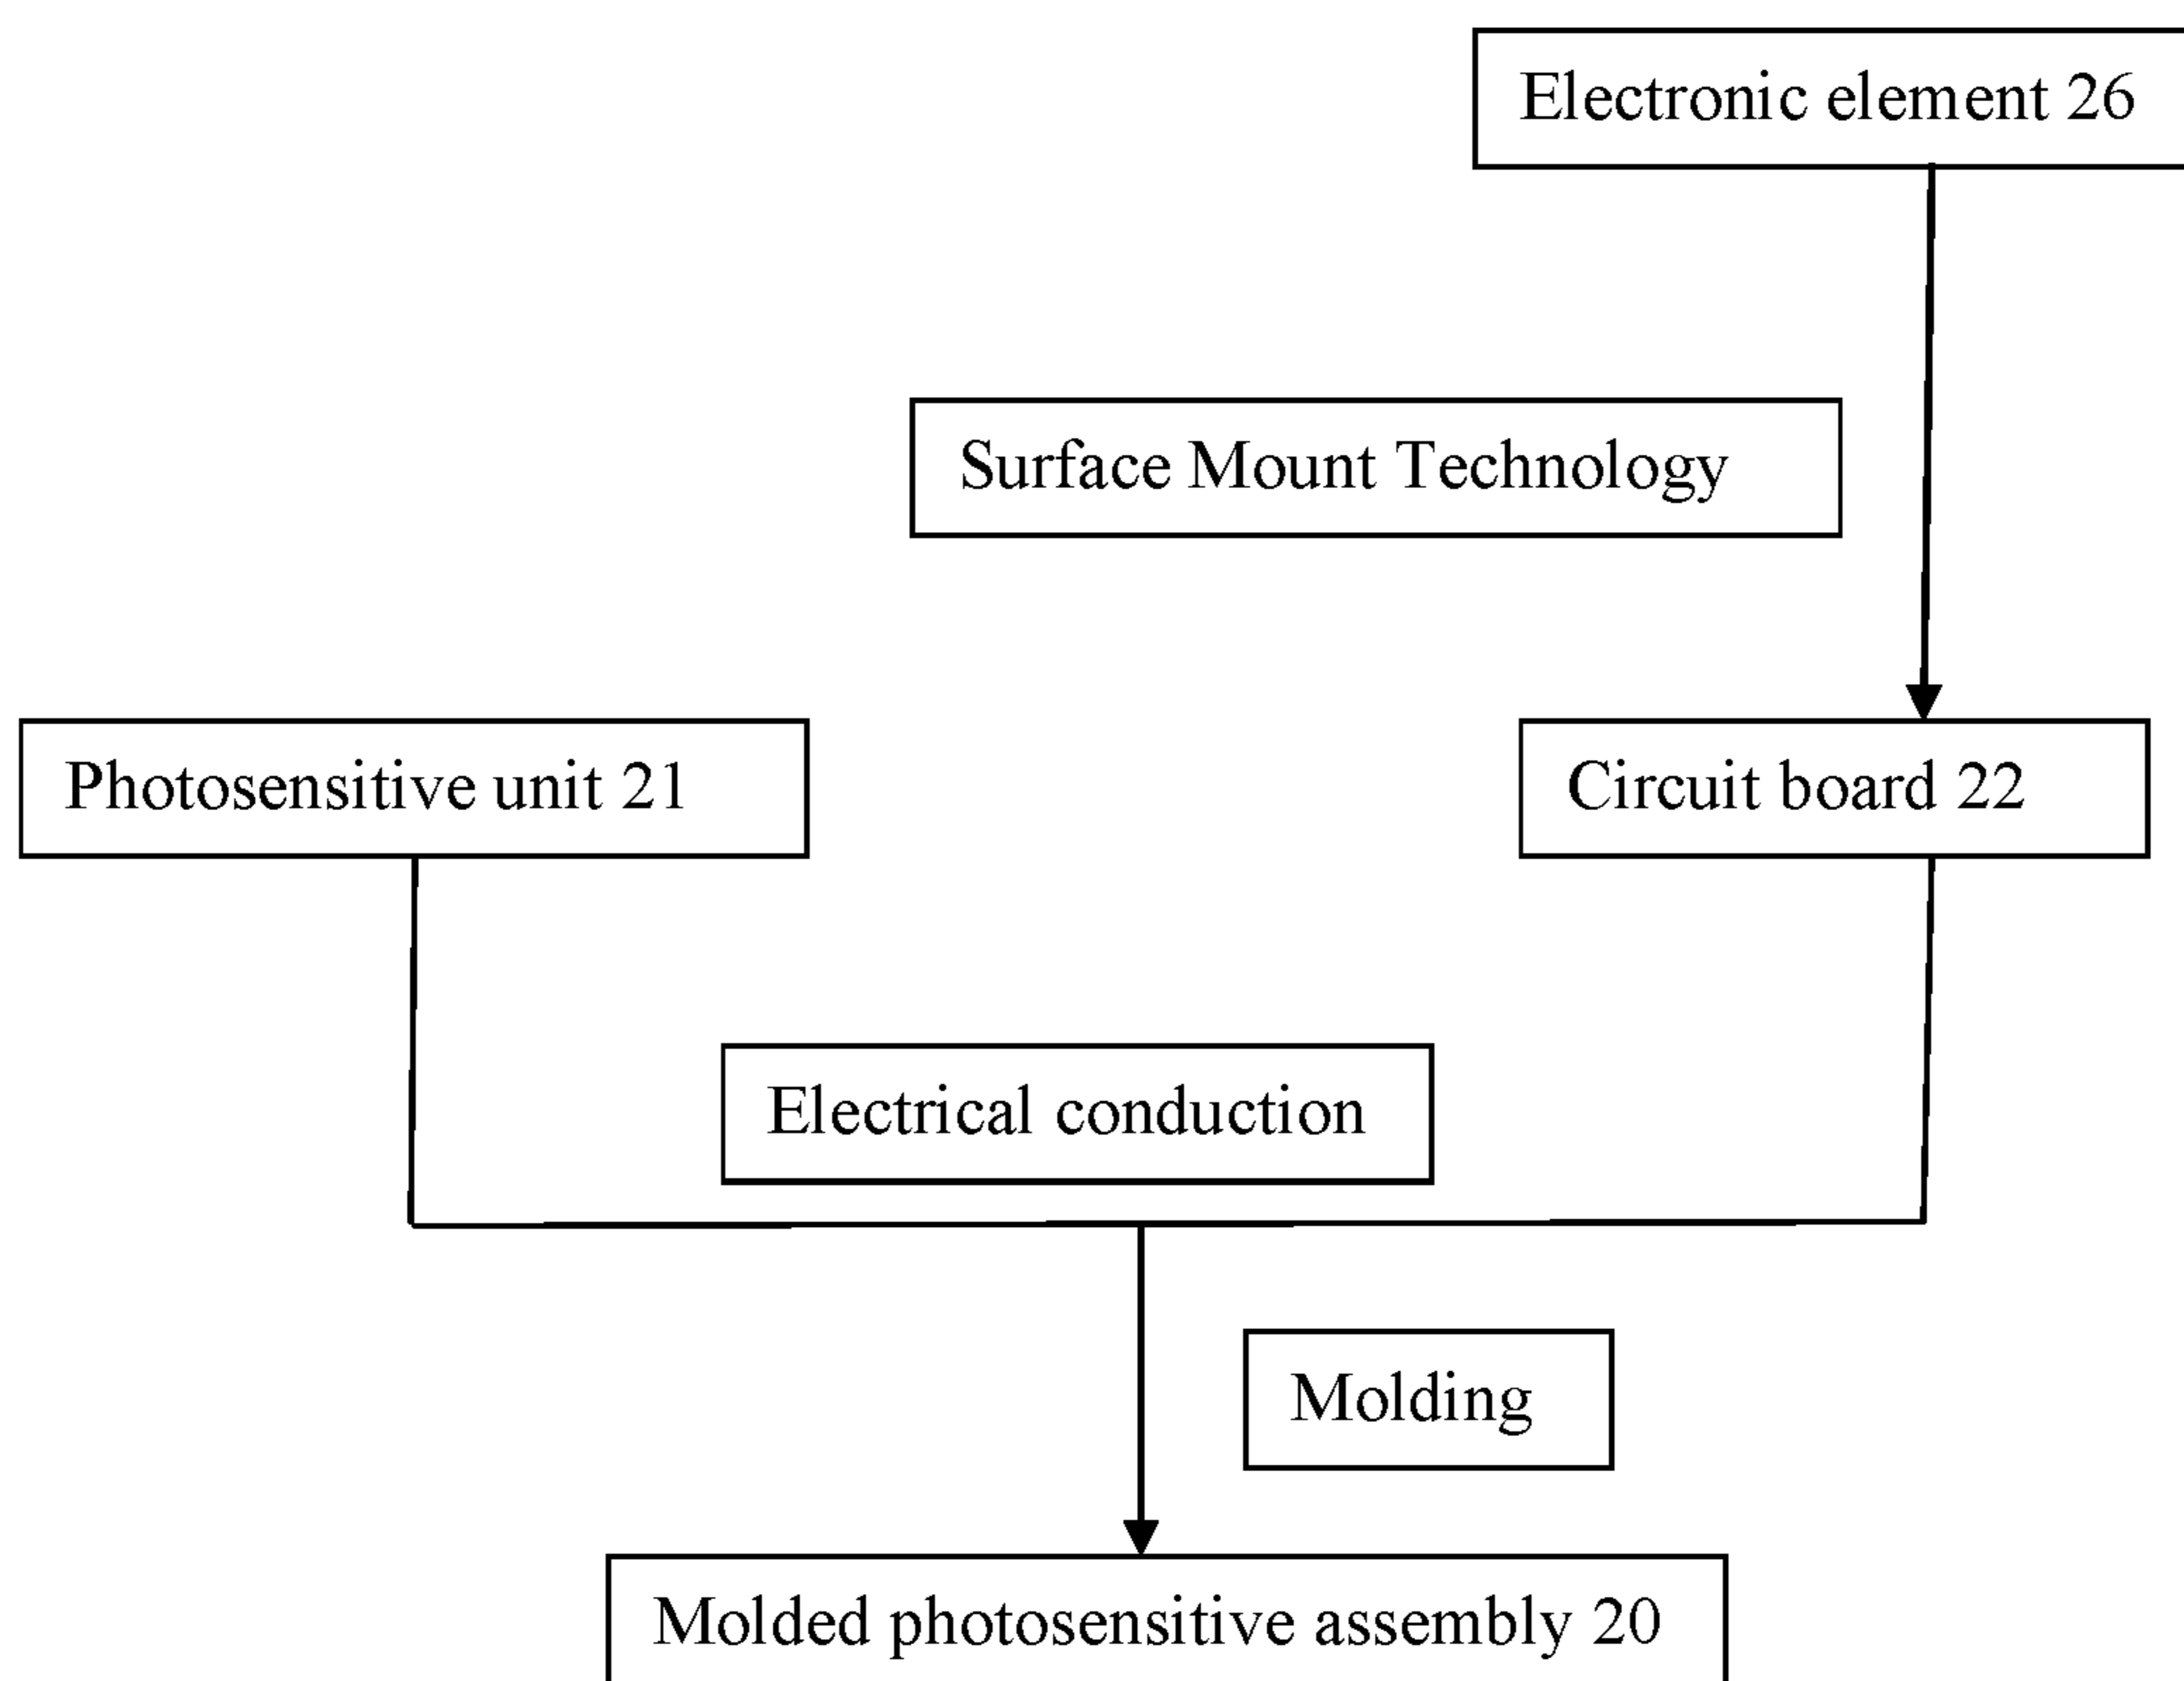 Electronic element 26
Surface Mount Technology
Photosensitive unit 21
Circuit board 22
Electrical conduction
Molding
Molded photosensitive assembly 20